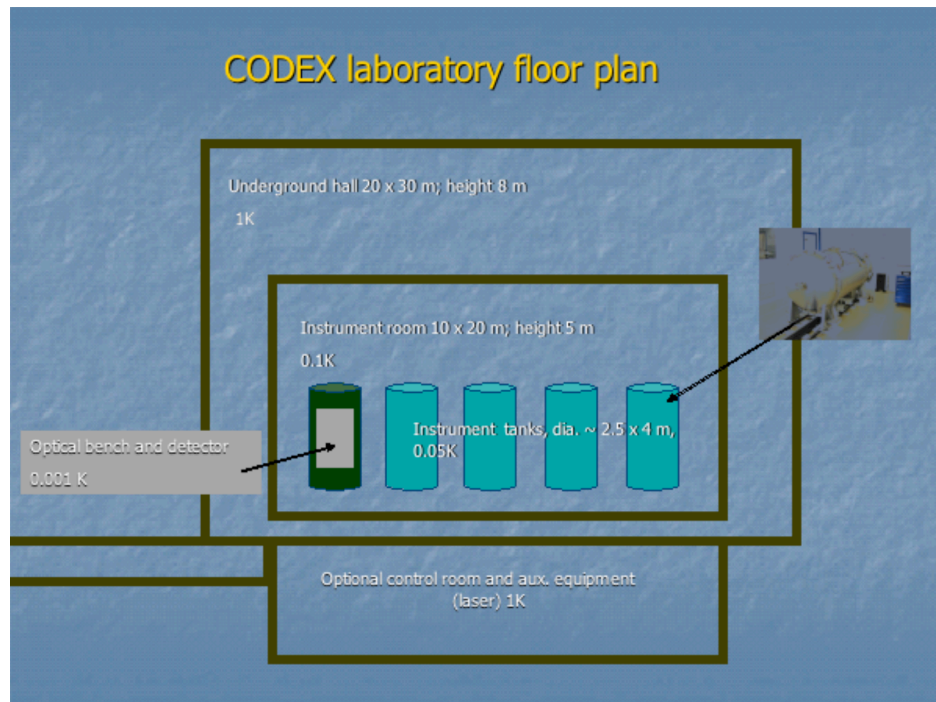 CODEX laboratory floor plan
Underground hall 20 x 30 m; height 8 m
1K
Instrument room 10 x 20 m; height 5 m
0.1K
Instrument tanks, dia. ~ 2.5 x 4 m,
0.05K
Optical bench and detector
0.001 K
Optional control room and aux. equipment
(laser) 1K